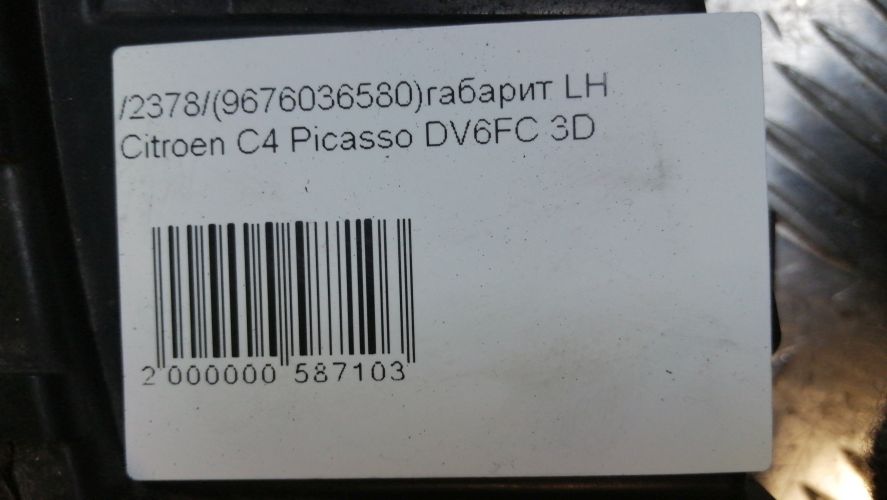 /2378/(9676036580)габарит LH
Citroen C4 Picasso DV6FC 3D
2 000000 587103